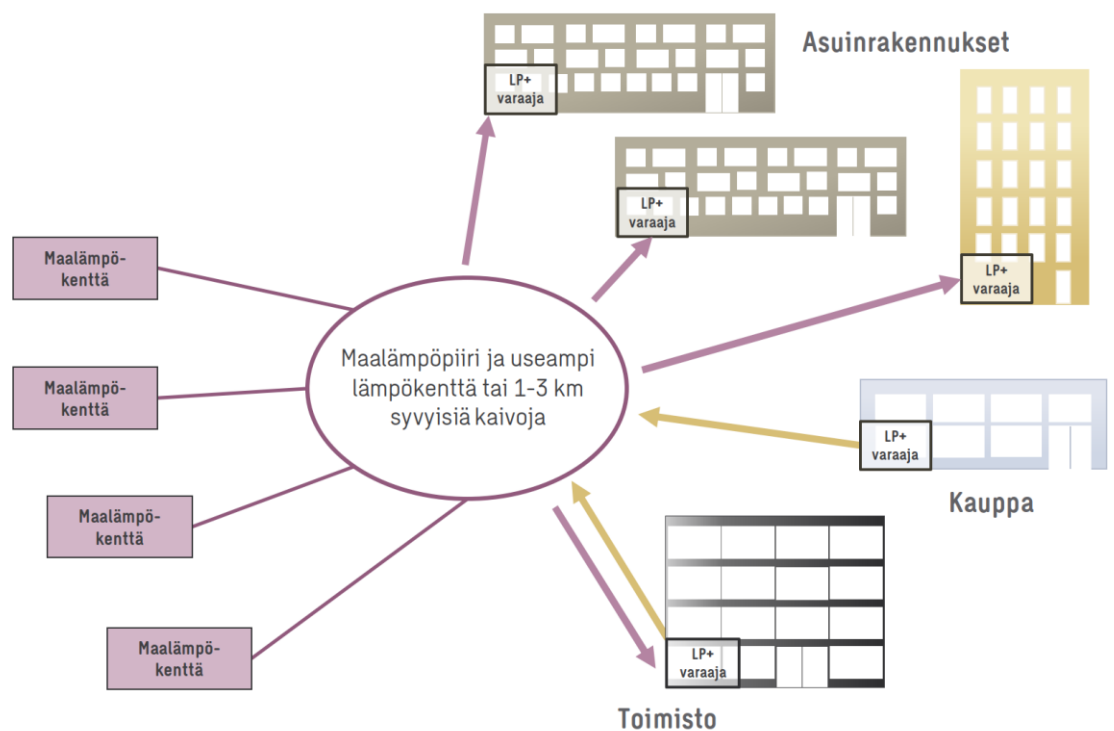 Asuinrakennukset
LP+
varaaja
LP+
varaaja
LP+
varaaja
Maalämpö-
kenttä
Maalämpö-
kenttä
Maalämpö-
kenttä
Maalämpö-
kenttä
Maalämpöpiiri ja useampi
lämpökenttä tai 1-3 km
syvyisiä kaivoja
LP+
varaaja
Kauppa
LP+
varaaja
Toimisto